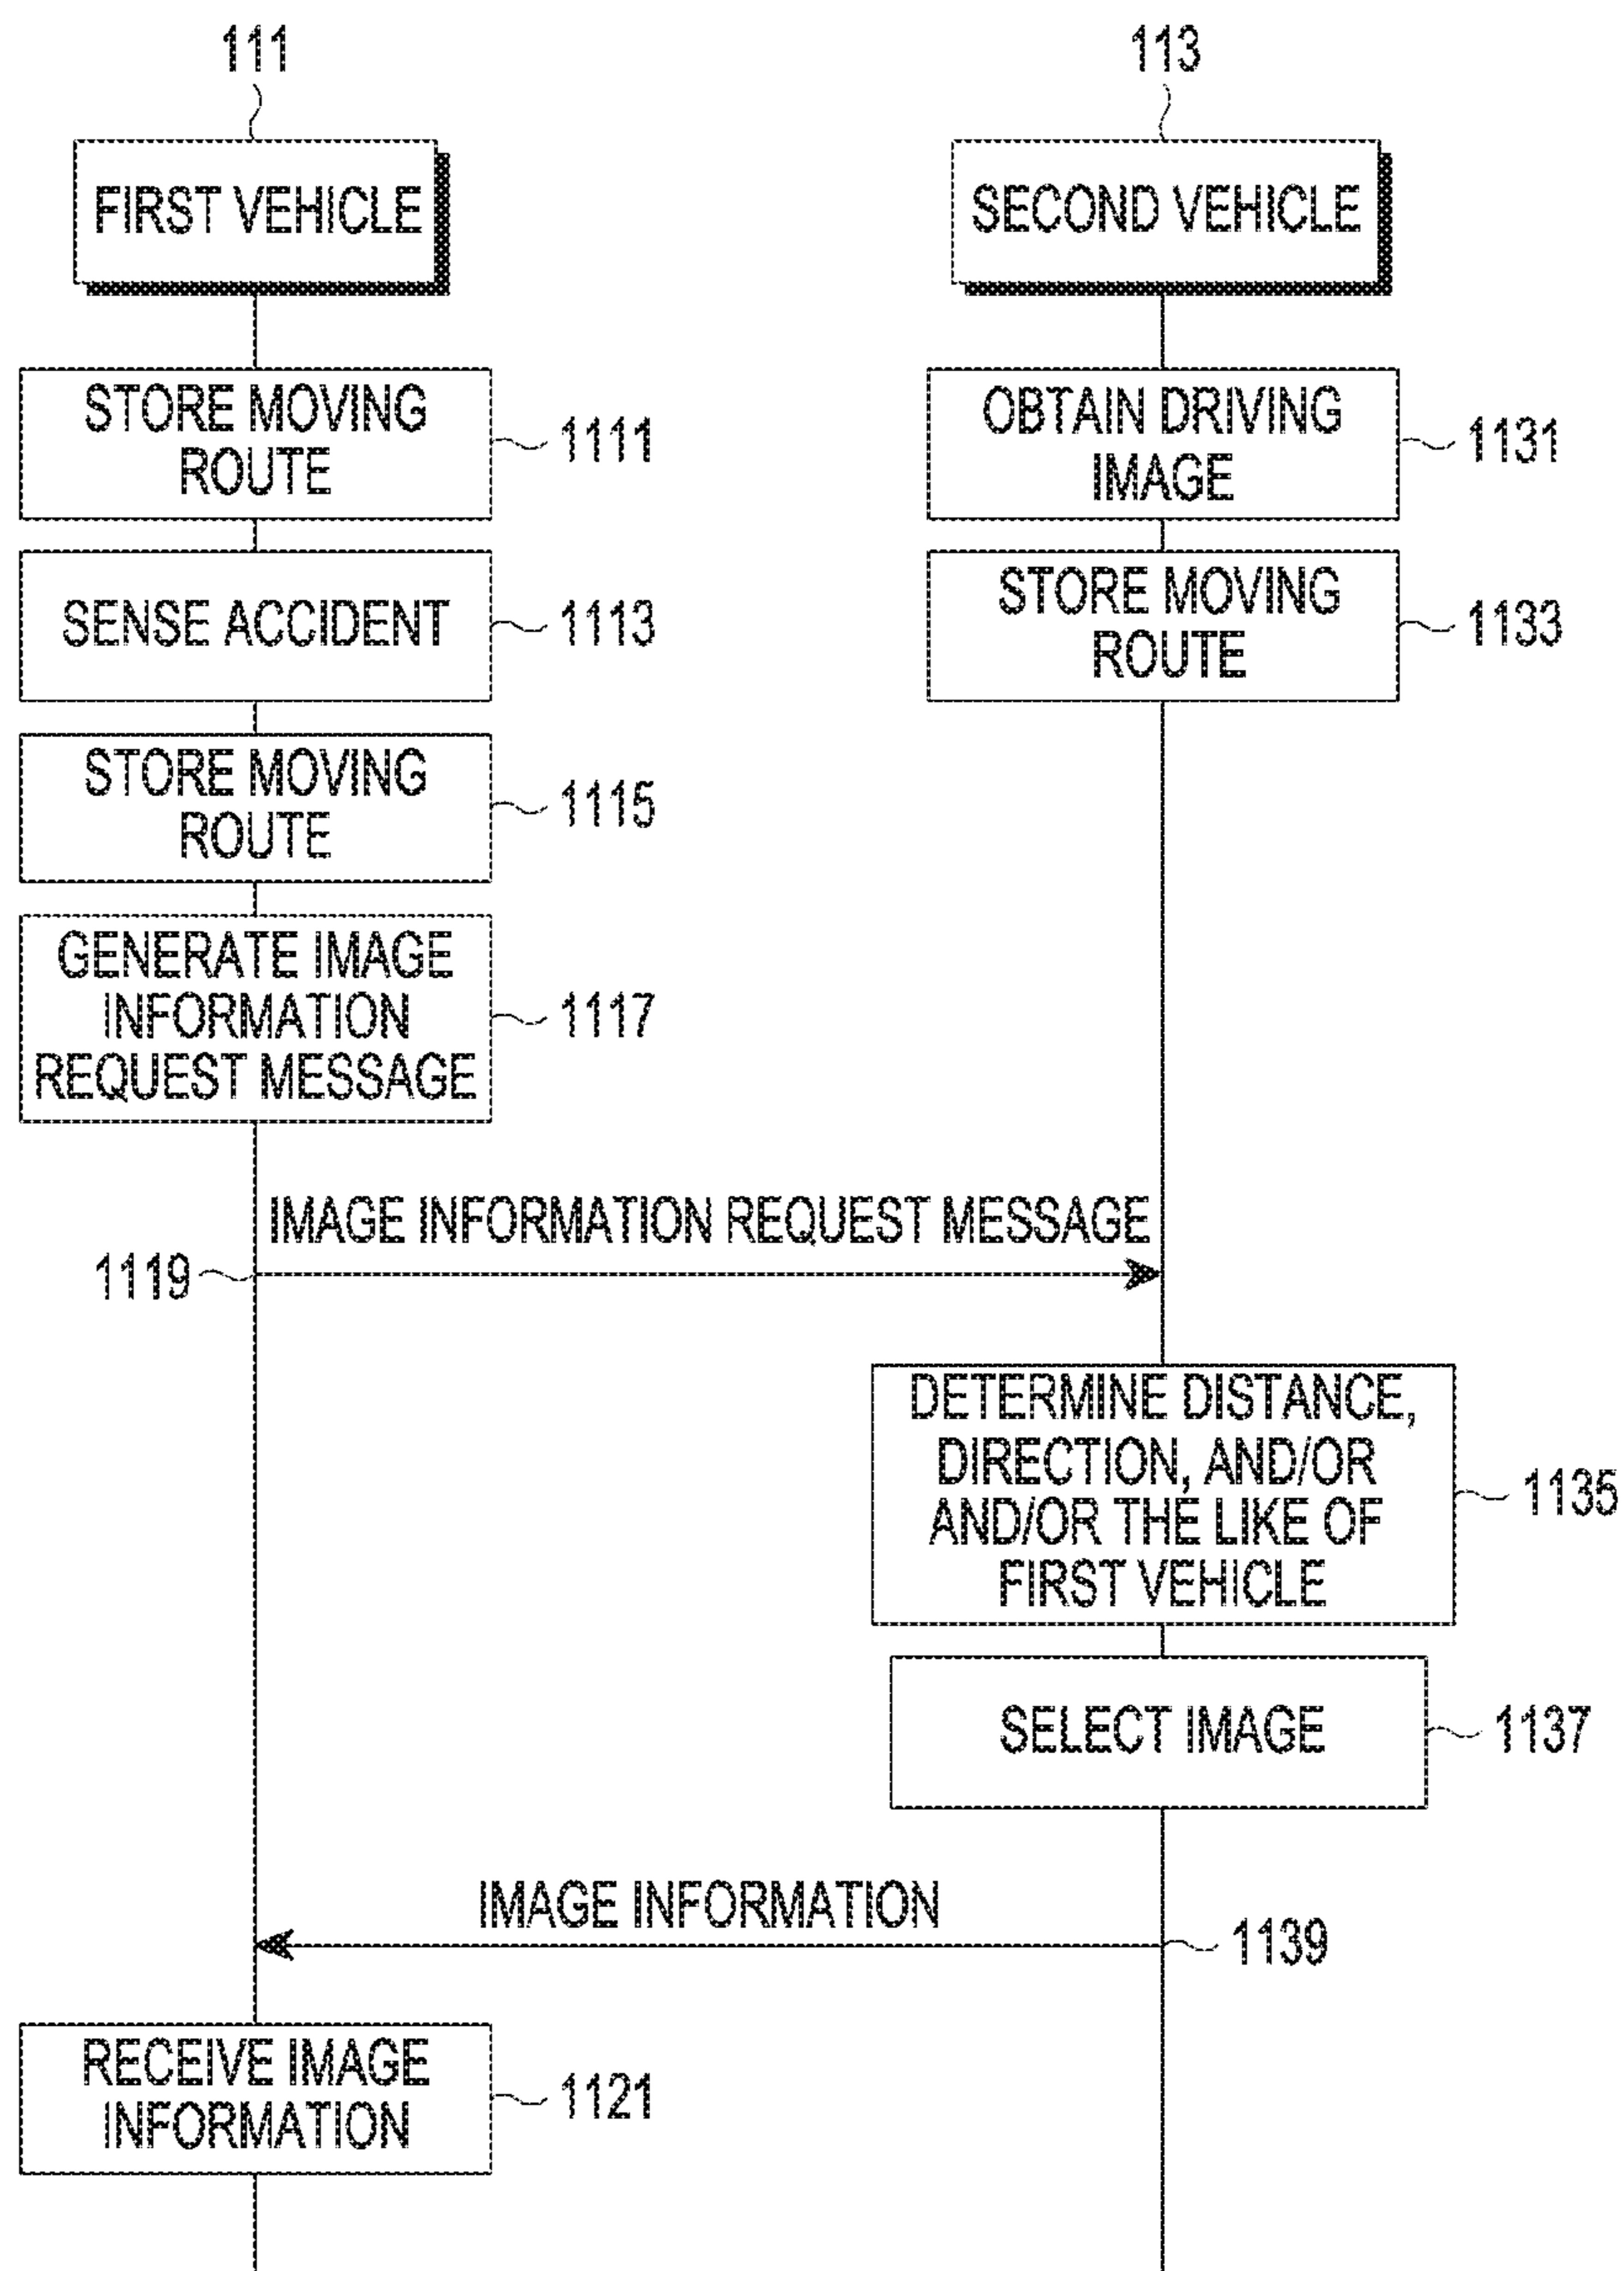 111
113
FIRST VEHICLE
SECOND VEHICLE
STORE MOVING
ROUTE
1111
OBTAIN DRIVING
IMAGE
1131
SENSE ACCIDENT
1113
STORE MOVING
ROUTE
1133
STORE MOVING
ROUTE
1115
GENERATE IMAGE
INFORMATION
REQUEST MESSAGE
1117
IMAGE INFORMATION REQUEST MESSAGE
1119
DETERMINE DISTANCE,
DIRECTION, AND/OR
AND/OR THE LIKE OF
FIRST VEHICLE
1135
SELECT IMAGE
1137
IMAGE INFORMATION
1139
RECEIVE IMAGE
INFORMATION
1121